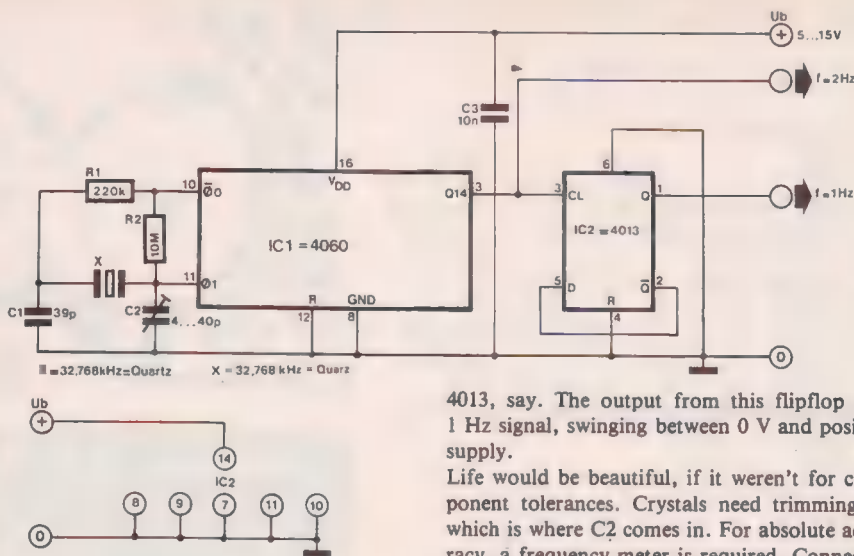 Ub
5...15V
f=2Hz
C3
10n
R1
220k
R2
10M
X
C1
39p
C2
4...40p
10
Φ0
11
Φ1
16
VDD
IC1 = 4060
Q14
3
R
12
GND
8
6
3
CL
Q
1
IC2 = 4013
5
D
Q
2
R
4
f=1Hz
0
=32,768kHz=Quartz
X = 32,768 kHz = Quarz
Ub
14
IC2
8
9
7
11
10
0
4013, say. The output from this flipflop
1 Hz signal, swinging between 0 V and posi
supply.
Life would be beautiful, if it weren't for c
ponent tolerances. Crystals need trimming
which is where C2 comes in. For absolute a
racy, a frequency meter is required. Conne